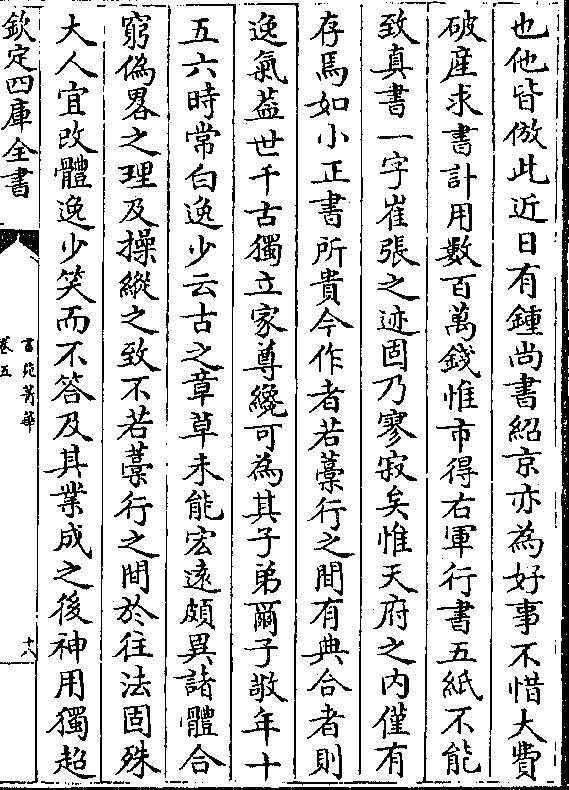 也他皆倣此近日有鍾尚書紹京亦為好事不惜大費
破産求書計用數百萬錢惟市得右軍行書五紙不能
致真書一字崔張之迹固乃寥寂矣惟天府之内僅有
存焉如小正書所貴今作者若藁行之間有典合者則
逸氣葢世千古獨立家尊纔可為其子弟爾子敬年十
五六時常白逸少云古之章草未能宏逺頗異諸體合
窮偽畧之理及操縱之致不若藁行之間於往法固殊
大人宜改體逸少笑而不答及其業成之後神用獨超
欽定四庫全書
書苑菁華
卷五
十八